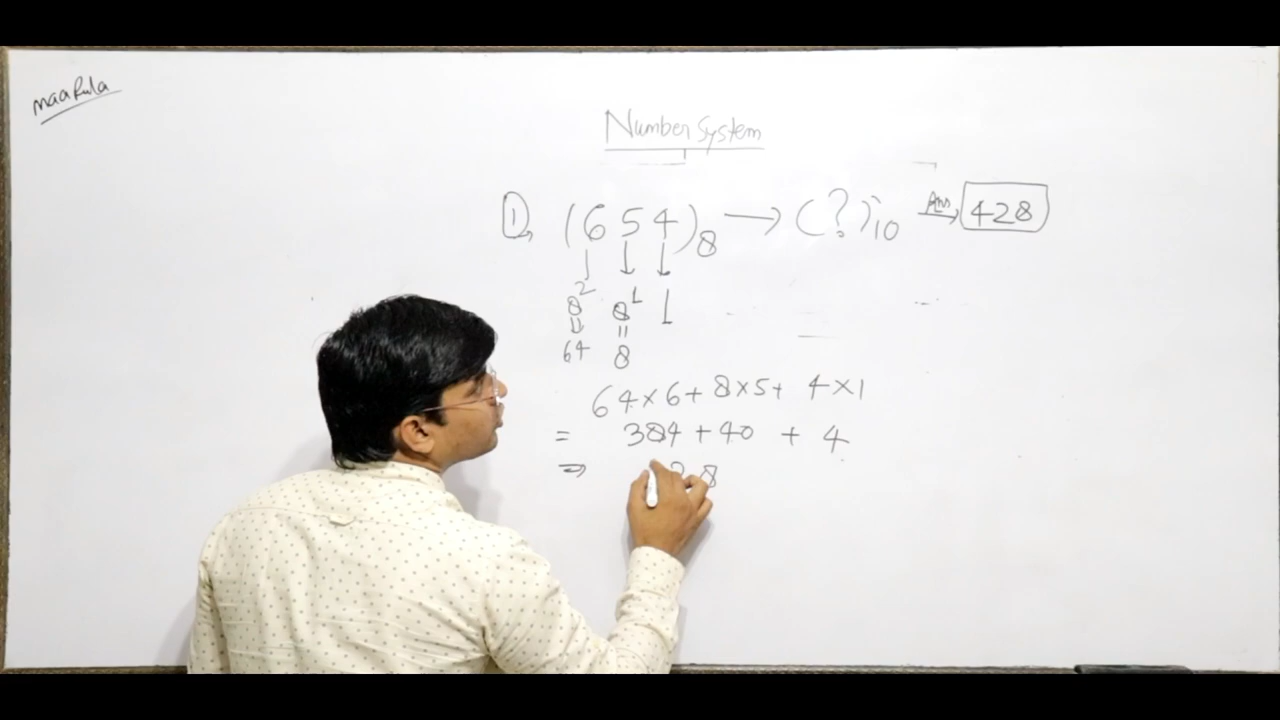 maaRula
Number System
1, (654)₈ → (?)₁₀ Ans → 428
8² 8¹ 1
64 8
64×6+8×5+ 4×1
= 384+40 + 4
⇒ 28